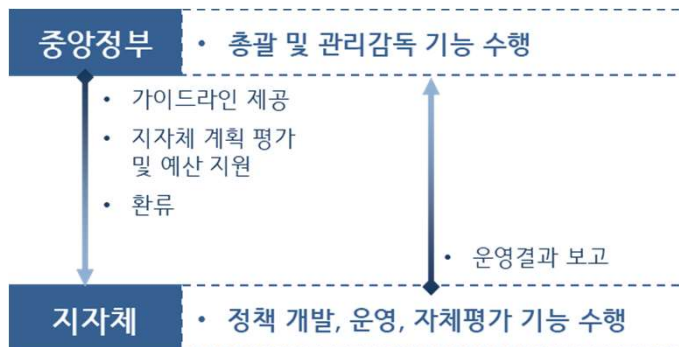 중앙정부
• 총괄 및 관리감독 기능 수행
• 가이드라인 제공
• 지자체 계획 평가
및 예산 지원
• 환류
• 운영결과 보고
지자체
• 정책 개발, 운영, 자체평가 기능 수행